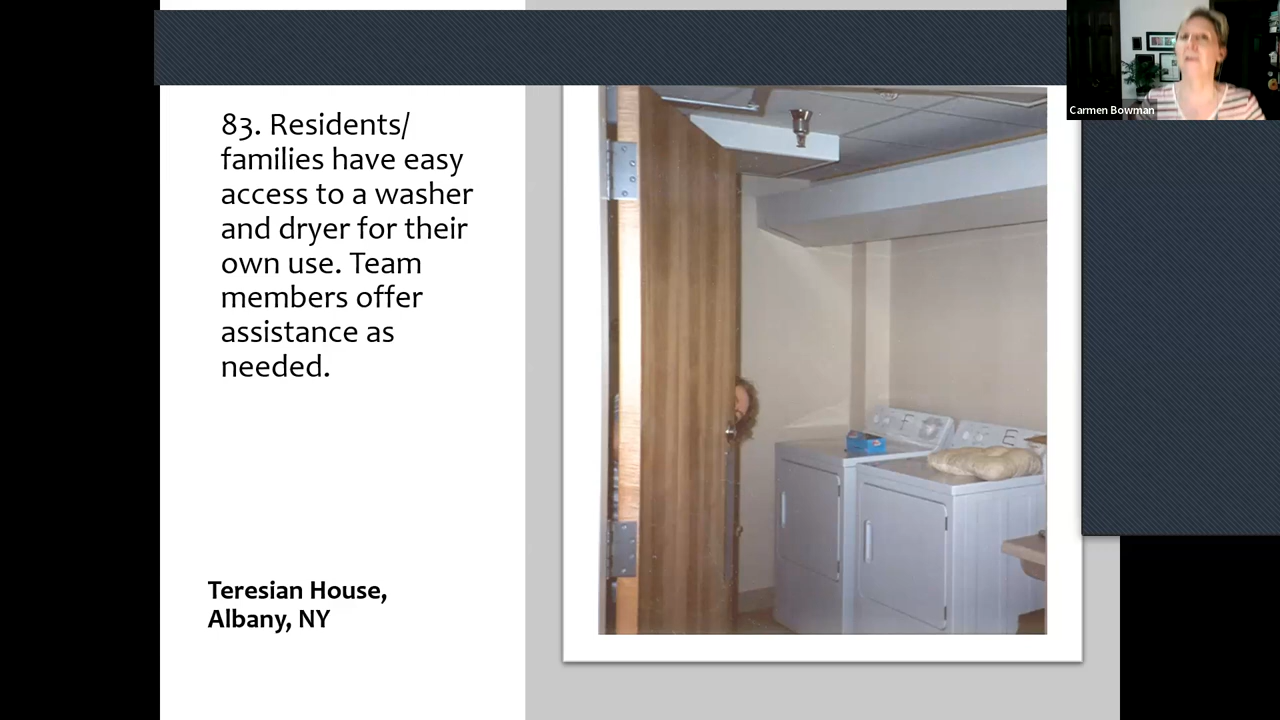 Carmen Bowman
83. Residents/
families have easy
access to a washer
and dryer for their
own use. Team
members offer
assistance as
needed.
F
E
Teresian House,
Albany, NY